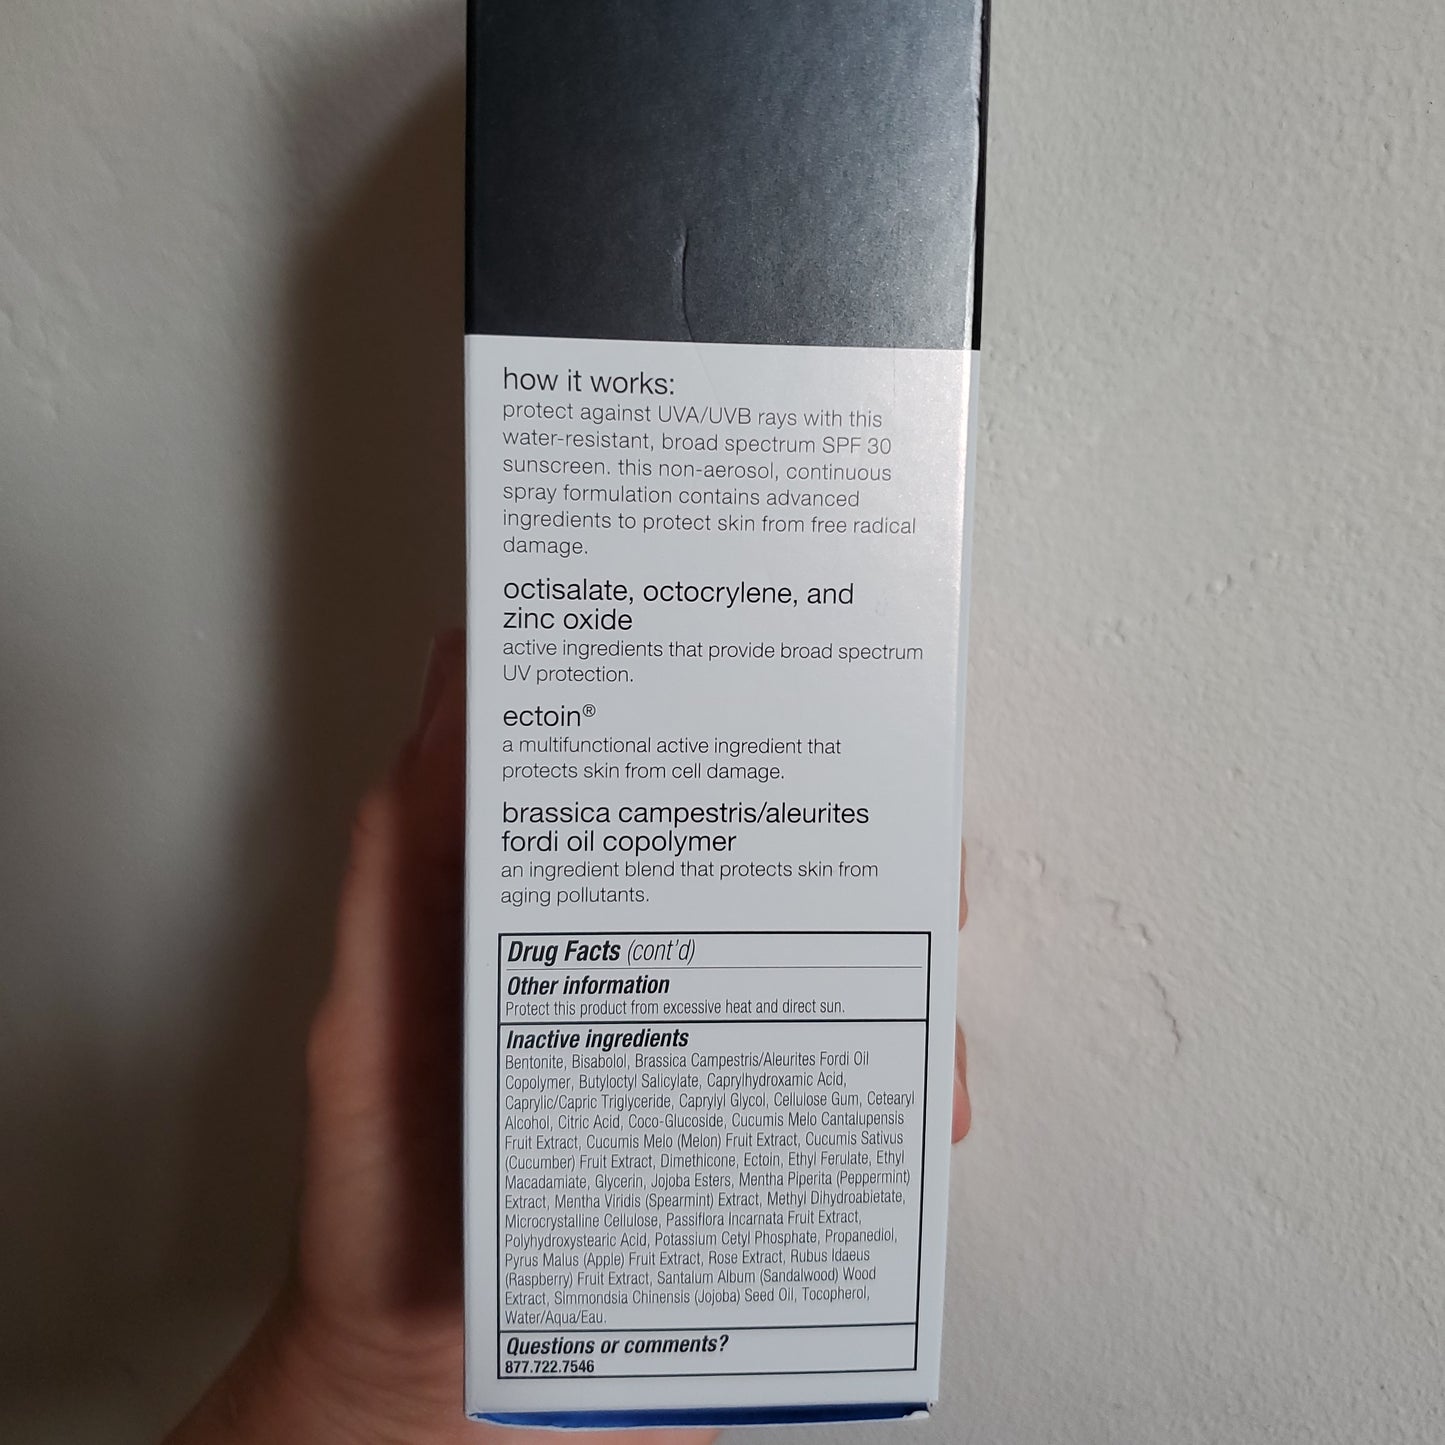 how it works:
protect against UVA/UVB rays with this
water-resistant, broad spectrum SPF 30
sunscreen. this non-aerosol, continuous
spray formulation contains advanced
ingredients to protect skin from free radical
damage.
octisalate, octocrylene, and
zinc oxide
active ingredients that provide broad spectrum
UV protection.
ectoin®
a multifunctional active ingredient that
protects skin from cell damage.
brassica campestris/aleurites
fordi oil copolymer
an ingredient blend that protects skin from
aging pollutants.
Drug Facts (cont'd)
Other information
Protect this product from excessive heat and direct sun.
Inactive ingredients
Bentonite, Bisabolol, Brassica Campestris/Aleurites Fordi Oil
Copolymer, Butyloctyl Salicylate, Caprylhydroxamic Acid,
Caprylic/Capric Triglyceride, Caprylyl Glycol, Cellulose Gum, Cetearyl
Alcohol, Citric Acid, Coco-Glucoside, Cucumis Melo Cantalupensis
Fruit Extract, Cucumis Melo (Melon) Fruit Extract, Cucumis Sativus
(Cucumber) Fruit Extract, Dimethicone, Ectoin, Ethyl Ferulate, Ethyl
Macadamiate, Glycerin, Jojoba Esters, Mentha Piperita (Peppermint)
Extract, Mentha Viridis (Spearmint) Extract, Methyl Dihydroabietate,
Microcrystalline Cellulose, Passiflora Incarnata Fruit Extract,
Polyhydroxystearic Acid, Potassium Cetyl Phosphate, Propanediol,
Pyrus Malus (Apple) Fruit Extract, Rose Extract, Rubus Idaeus
(Raspberry) Fruit Extract, Santalum Album (Sandalwood) Wood
Extract, Simmondsia Chinensis (Jojoba) Seed Oil, Tocopherol,
Water/Aqua/Eau.
Questions or comments?
877.722.7546